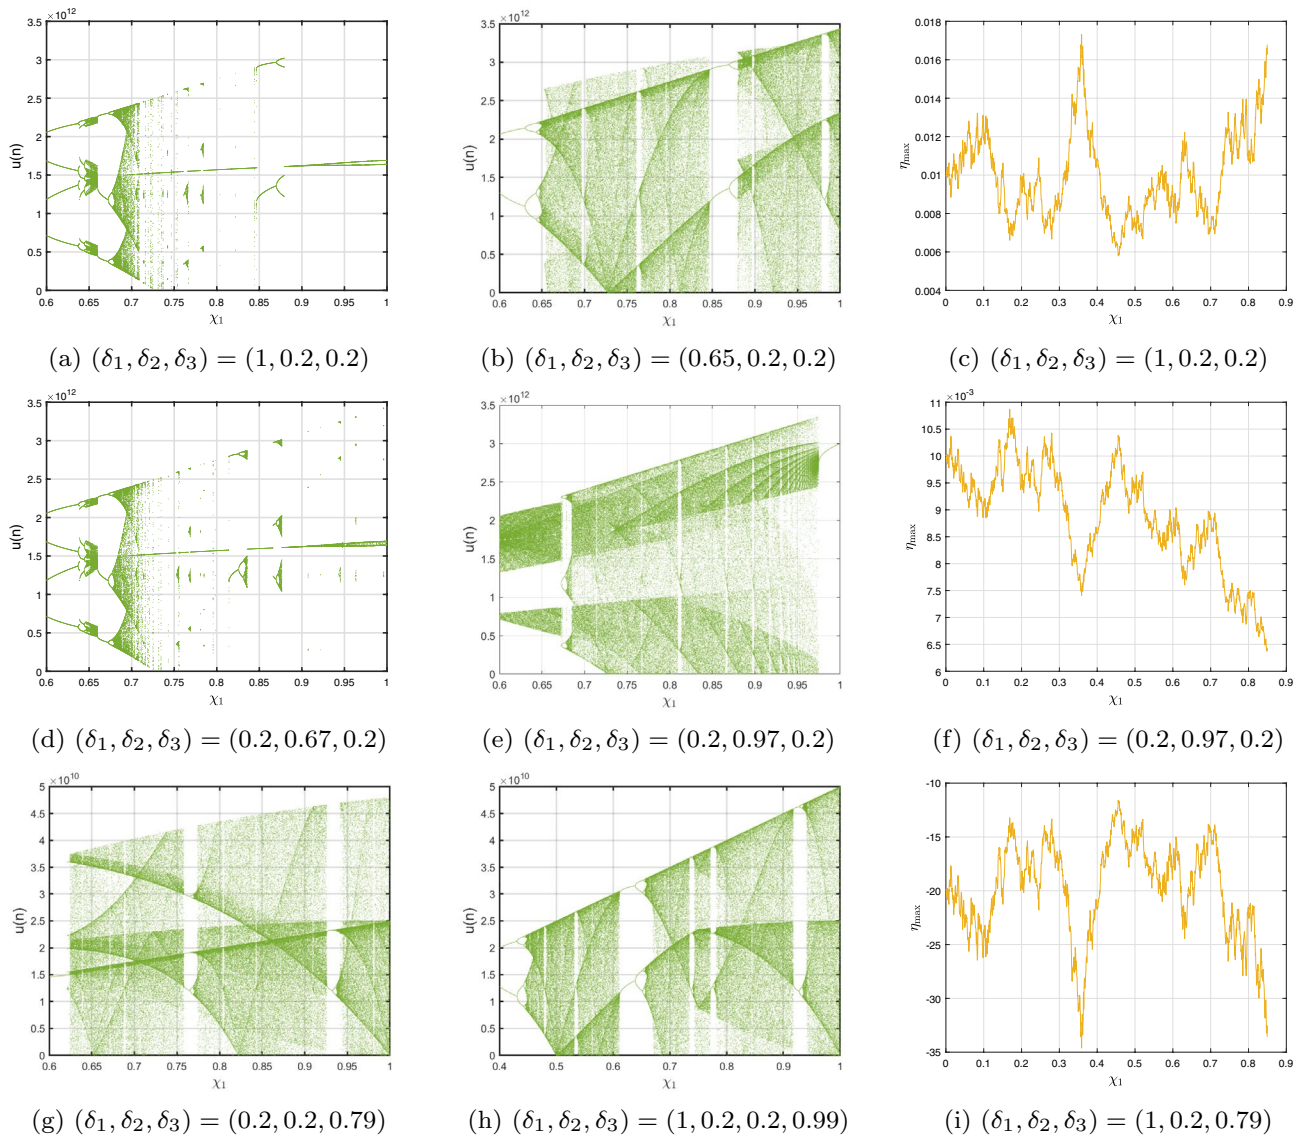 ×10¹² ×10¹²
3.5 3.5 0.018
3 3 0.016
2.5 2.5 0.014
2 2 0.012
u(n) u(n) η_max
1.5 1.5 0.01
1 1 0.008
0.5 0.5 0.006
0 0 0.004
0.6 0.65 0.7 0.75 0.8 0.85 0.9 0.95 1 0.6 0.65 0.7 0.75 0.8 0.85 0.9 0.95 1 0 0.1 0.2 0.3 0.4 0.5 0.6 0.7 0.8 0.9
χ₁ χ₁ χ₁
(a) (δ₁, δ₂, δ₃) = (1, 0.2, 0.2) (b) (δ₁, δ₂, δ₃) = (0.65, 0.2, 0.2) (c) (δ₁, δ₂, δ₃) = (1, 0.2, 0.2)
×10¹² ×10¹² ×10⁻³
3.5 3.5 11
3 3 10.5
2.5 2.5 10
2 2 9.5
u(n) u(n) η_max
1.5 1.5 9
1 1 8.5
0.5 0.5 8
0 0 7.5
7
6.5
6
0.6 0.65 0.7 0.75 0.8 0.85 0.9 0.95 1 0.6 0.65 0.7 0.75 0.8 0.85 0.9 0.95 1 0 0.1 0.2 0.3 0.4 0.5 0.6 0.7 0.8 0.9
χ₁ χ₁ χ₁
(d) (δ₁, δ₂, δ₃) = (0.2, 0.67, 0.2) (e) (δ₁, δ₂, δ₃) = (0.2, 0.97, 0.2) (f) (δ₁, δ₂, δ₃) = (0.2, 0.97, 0.2)
×10¹⁰ ×10¹⁰
5 5 -10
4.5 4.5 -15
4 4 -20
3.5 3.5 -25
3 3 -30
2.5 2.5 -35
u(n) u(n) η_max
2 2
1.5 1.5
1 1
0.5 0.5
0 0
0.6 0.65 0.7 0.75 0.8 0.85 0.9 0.95 1 0.4 0.5 0.6 0.7 0.8 0.9 1 0 0.1 0.2 0.3 0.4 0.5 0.6 0.7 0.8 0.9
χ₁ χ₁ χ₁
(g) (δ₁, δ₂, δ₃) = (0.2, 0.2, 0.79) (h) (δ₁, δ₂, δ₃) = (1, 0.2, 0.2, 0.99) (i) (δ₁, δ₂, δ₃) = (1, 0.2, 0.79)